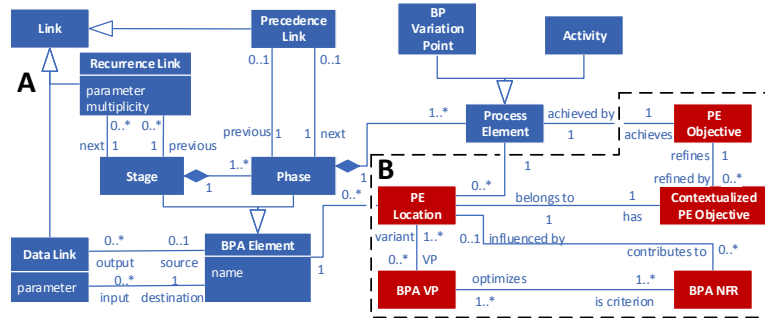 Link
Precedence
Link
BP
Variation
Point
Activity
A
Recurrence Link
parameter
multiplicity
0..1
0..1
0..*
0..*
next
1
1
previous
previous
1
1
next
1..*
Process
Element
achieved by
1
1
achieves
PE
Objective
Stage
1
1..*
Phase
1
B
1
refines
1
refined by
0..*
0..*
0..*
PE
Location
belongs to
1
1
has
Contextualized
PE Objective
Data Link
parameter
0..*
output
0..1
source
0..*
input
1
destination
BPA Element
name
1
variant
1..*
0..1
influenced by
contributes to
0..*
0..*
VP
BPA VP
optimizes
1..*
1..*
is criterion
BPA NFR